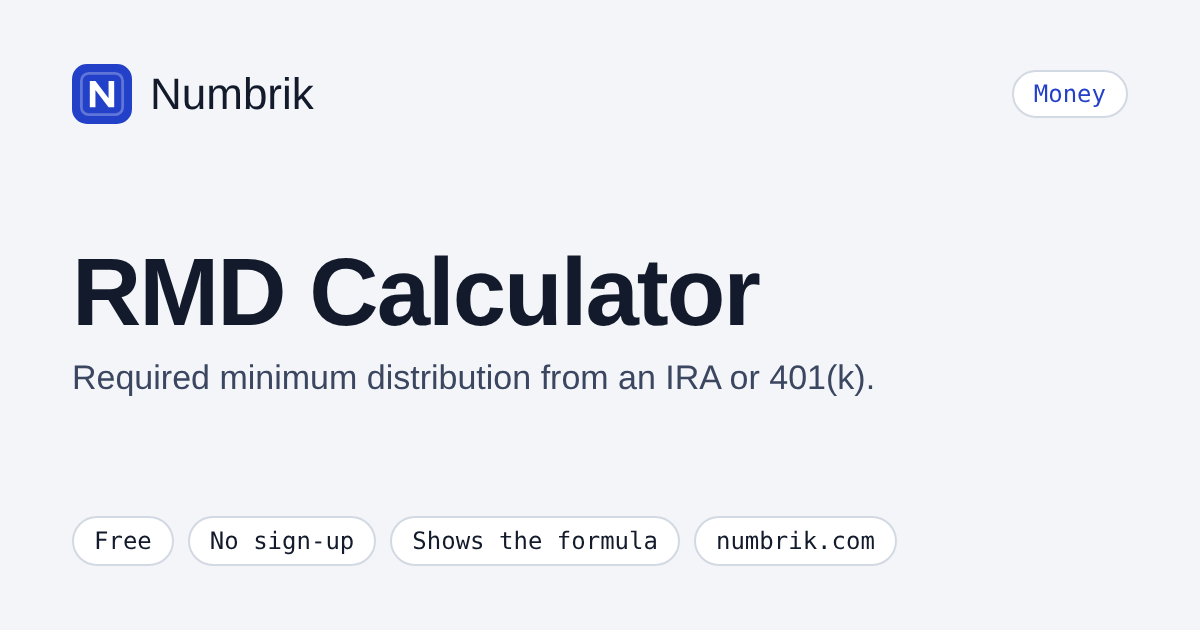 N Numbrik
Money
RMD Calculator
Required minimum distribution from an IRA or 401(k).
Free
No sign-up
Shows the formula
numbrik.com